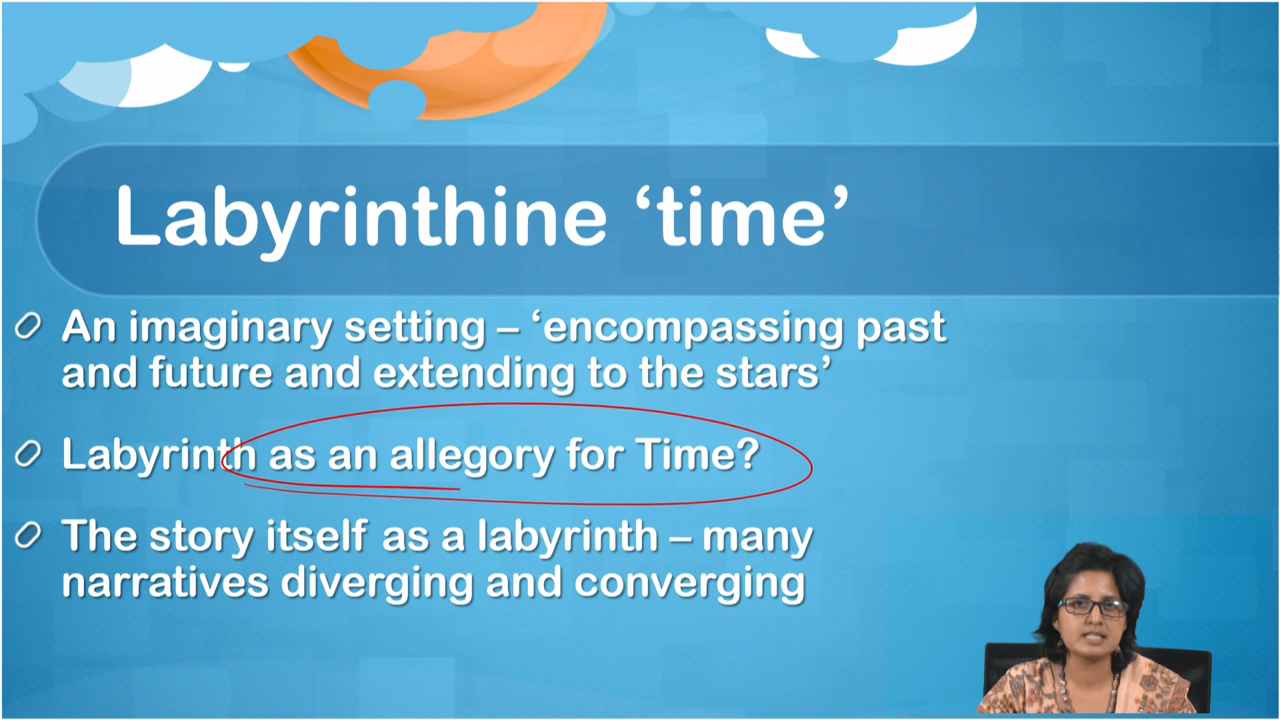 Labyrinthine ‘time’
An imaginary setting – ‘encompassing past
and future and extending to the stars’
Labyrinth as an allegory for Time?
The story itself as a labyrinth – many
narratives diverging and converging